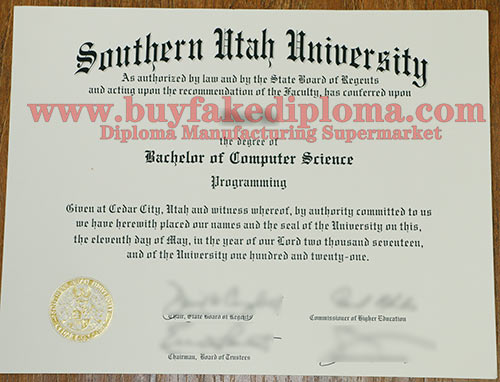 Southern Utah University
As authorized by law and by the State Board of Regents
and acting upon the recommendation of the Faculty, has conferred upon
www.buyfakediploma.com
Diploma Manufacturing Supermarket
the degree of
Bachelor of Computer Science
Programming
Given at Cedar City, Utah and witness whereof, by authority committed to us
we have herewith placed our names and the seal of the University on this,
the eleventh day of May, in the year of our Lord two thousand seventeen,
and of the University one hundred and twenty-one.
Chair, State Board of Regents
Commissioner of Higher Education
Chairman, Board of Trustees